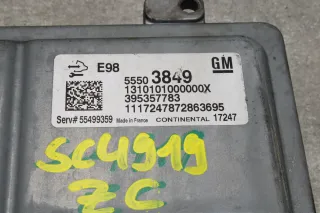 E98
GM
5550 3849
1310101000000X
395357783
1117247872863695
Serv# 55499359 Made in France CONTINENTAL 17247
SC4919
ZC